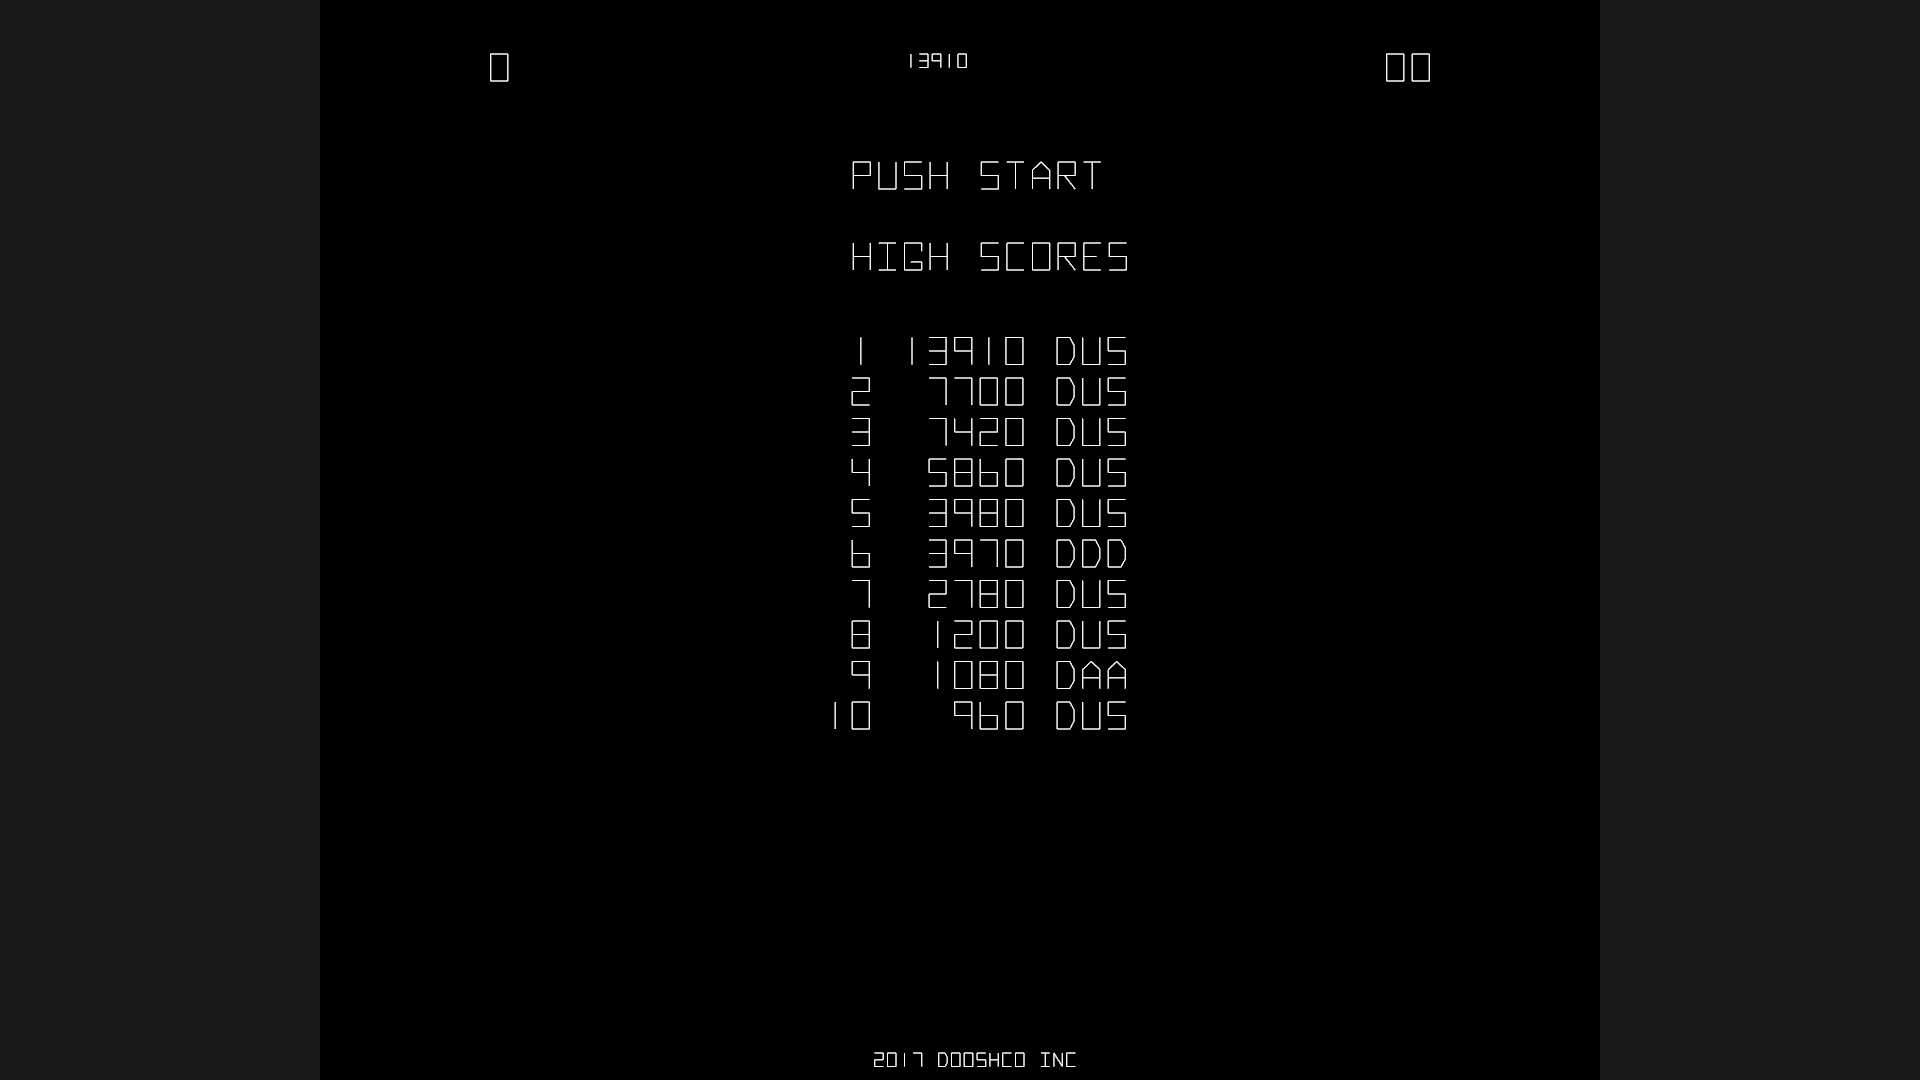 0 13910 00
PUSH START
HIGH SCORES
1 13910 DUS
2 7700 DUS
3 7420 DUS
4 5860 DUS
5 3980 DUS
6 3970 DDD
7 2780 DUS
8 1200 DUS
9 1080 DAA
10 960 DUS
2017 DOOSHCO INC